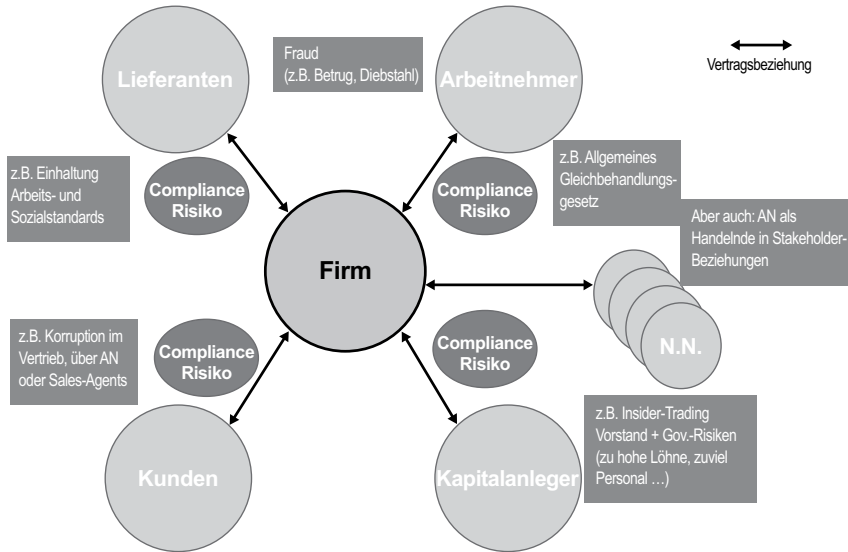 Lieferanten
Fraud
(z.B. Betrug, Diebstahl)
Arbeitnehmer
Vertragsbeziehung
z.B. Einhaltung
Arbeits- und
Sozialstandards
Compliance
Risiko
Compliance
Risiko
z.B. Allgemeines
Gleichbehandlungs-
gesetz
Aber auch: AN als
Handelnde in Stakeholder-
Beziehungen
Firm
N.N.
z.B. Korruption im
Vertrieb, über AN
oder Sales-Agents
Compliance
Risiko
Compliance
Risiko
z.B. Insider-Trading
Vorstand + Gov.-Risiken
(zu hohe Löhne, zuviel
Personal ...)
Kunden
Kapitalanleger